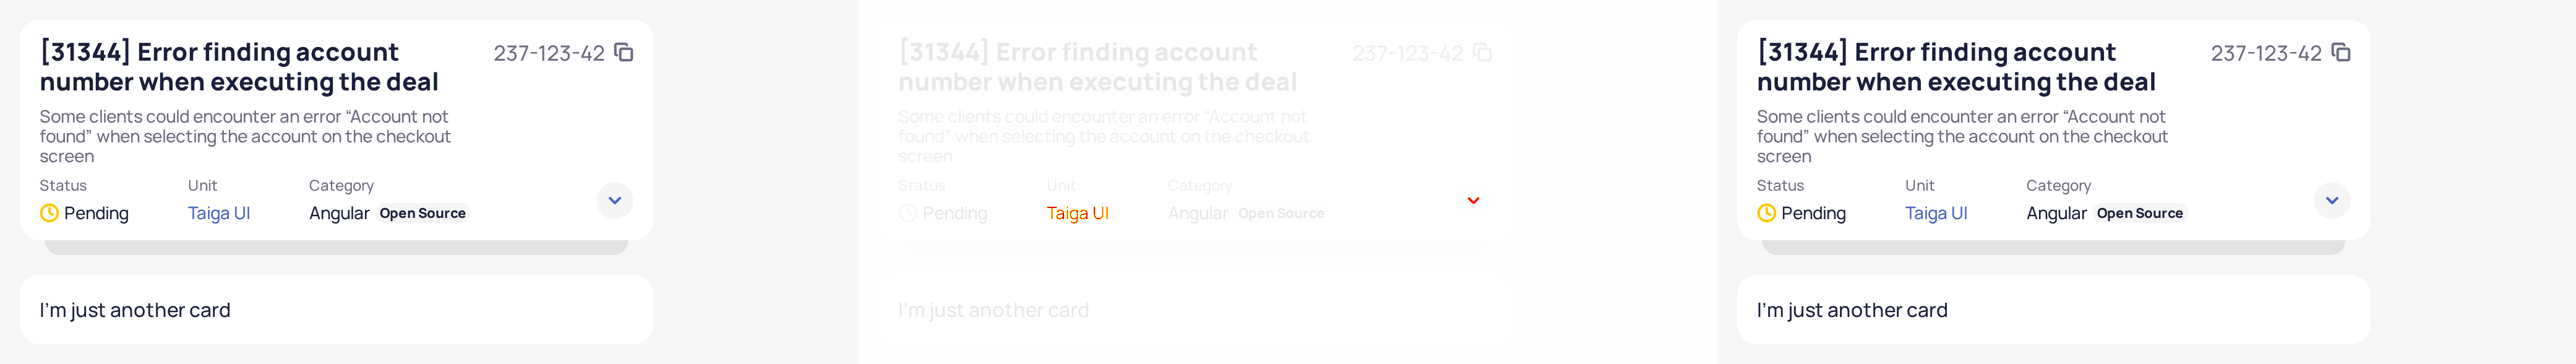 [31344] Error finding account
number when executing the deal
237-123-42
Some clients could encounter an error “Account not
found” when selecting the account on the checkout
screen
Status Unit Category
Pending Taiga UI Angular Open Source
I’m just another card
[31344] Error finding account
number when executing the deal
237-123-42
Some clients could encounter an error “Account not
found” when selecting the account on the checkout
screen
Status Unit Category
Pending Taiga UI Angular Open Source
I’m just another card
[31344] Error finding account
number when executing the deal
237-123-42
Some clients could encounter an error “Account not
found” when selecting the account on the checkout
screen
Status Unit Category
Pending Taiga UI Angular Open Source
I’m just another card